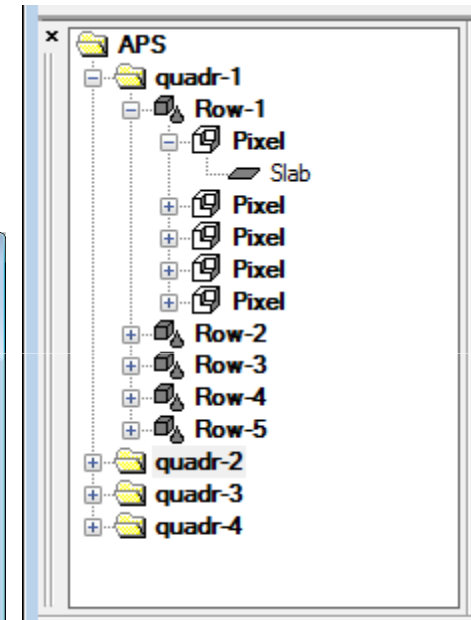 APS
quadr-1
Row-1
Pixel
Slab
Pixel
Pixel
Pixel
Pixel
Row-2
Row-3
Row-4
Row-5
quadr-2
quadr-3
quadr-4